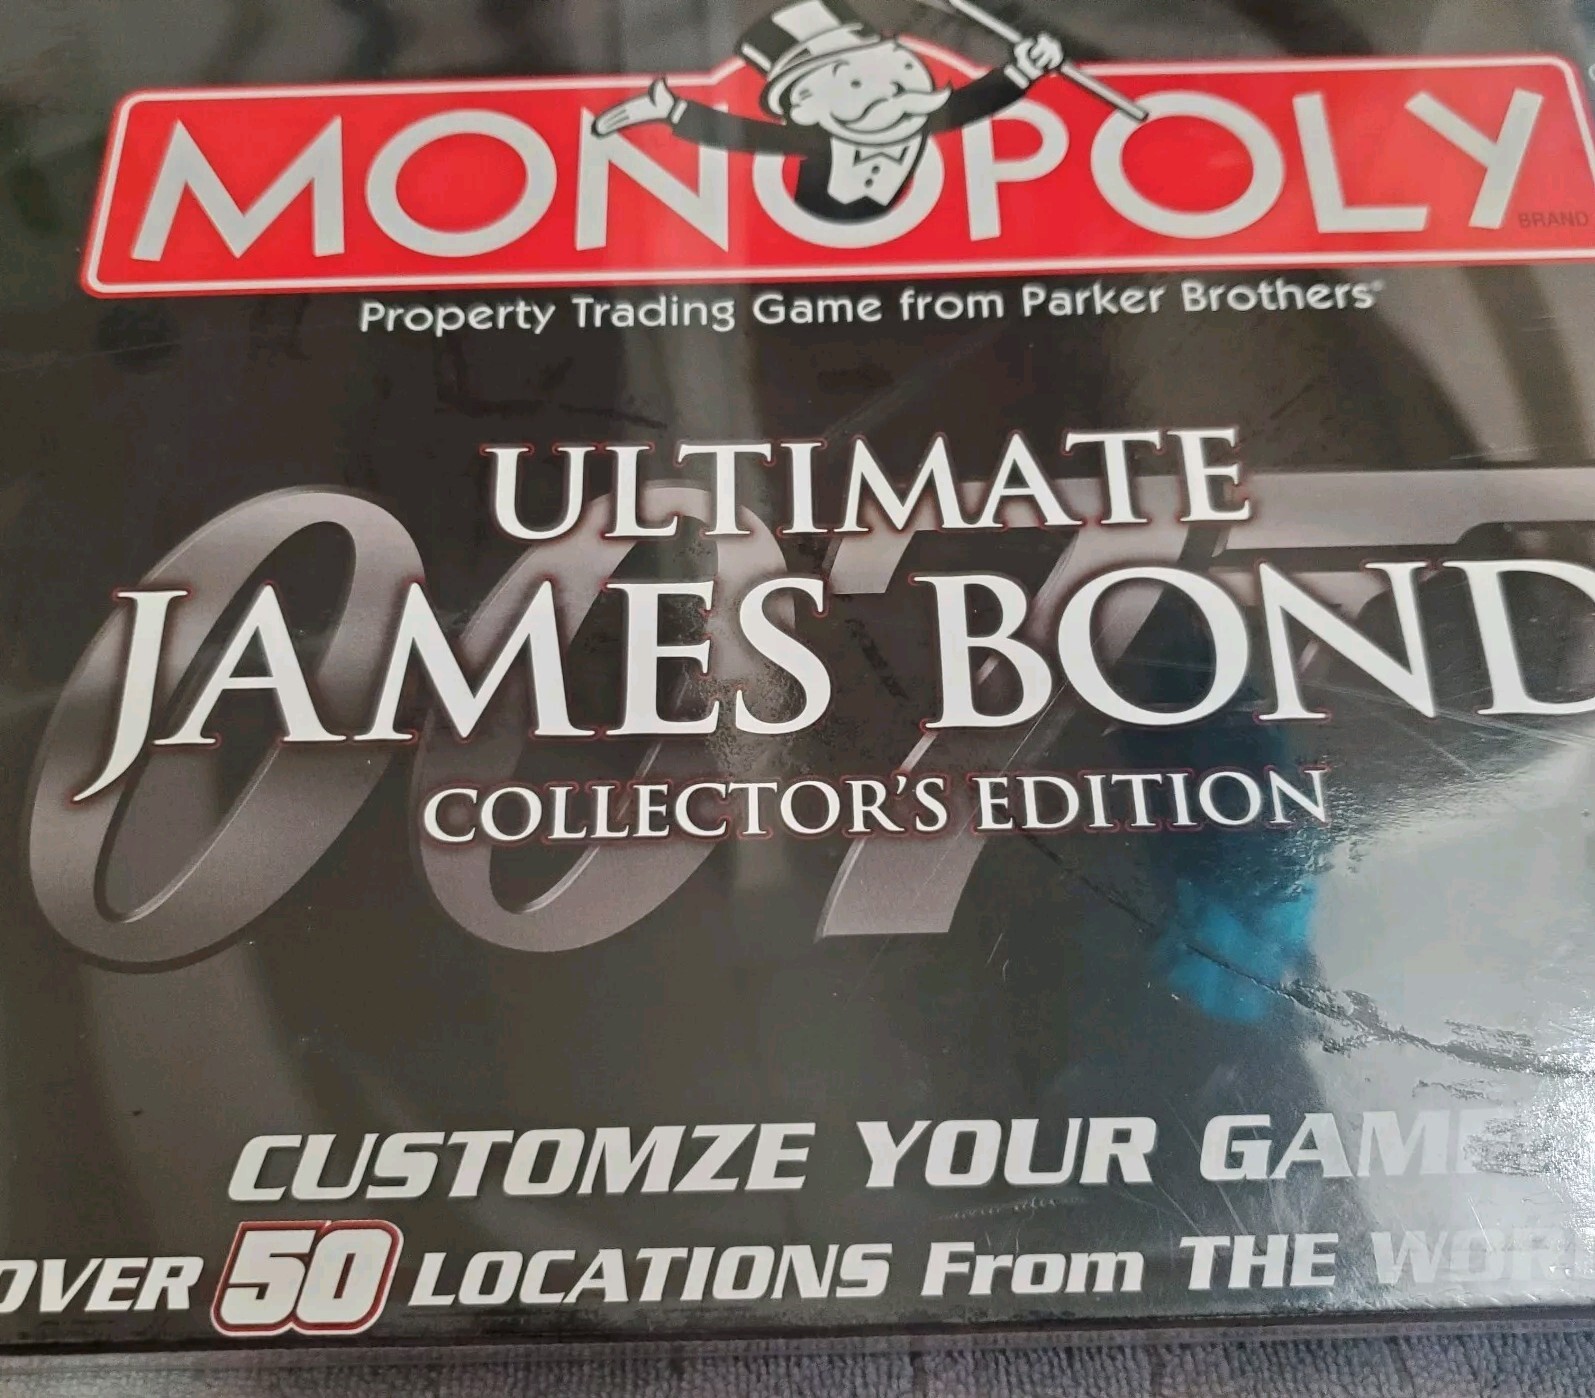 MONOPOLY
BRAND
Property Trading Game from Parker Brothers
007
ULTIMATE
JAMES BOND
COLLECTOR'S EDITION
CUSTOMZE YOUR GAME
OVER 50 LOCATIONS From THE